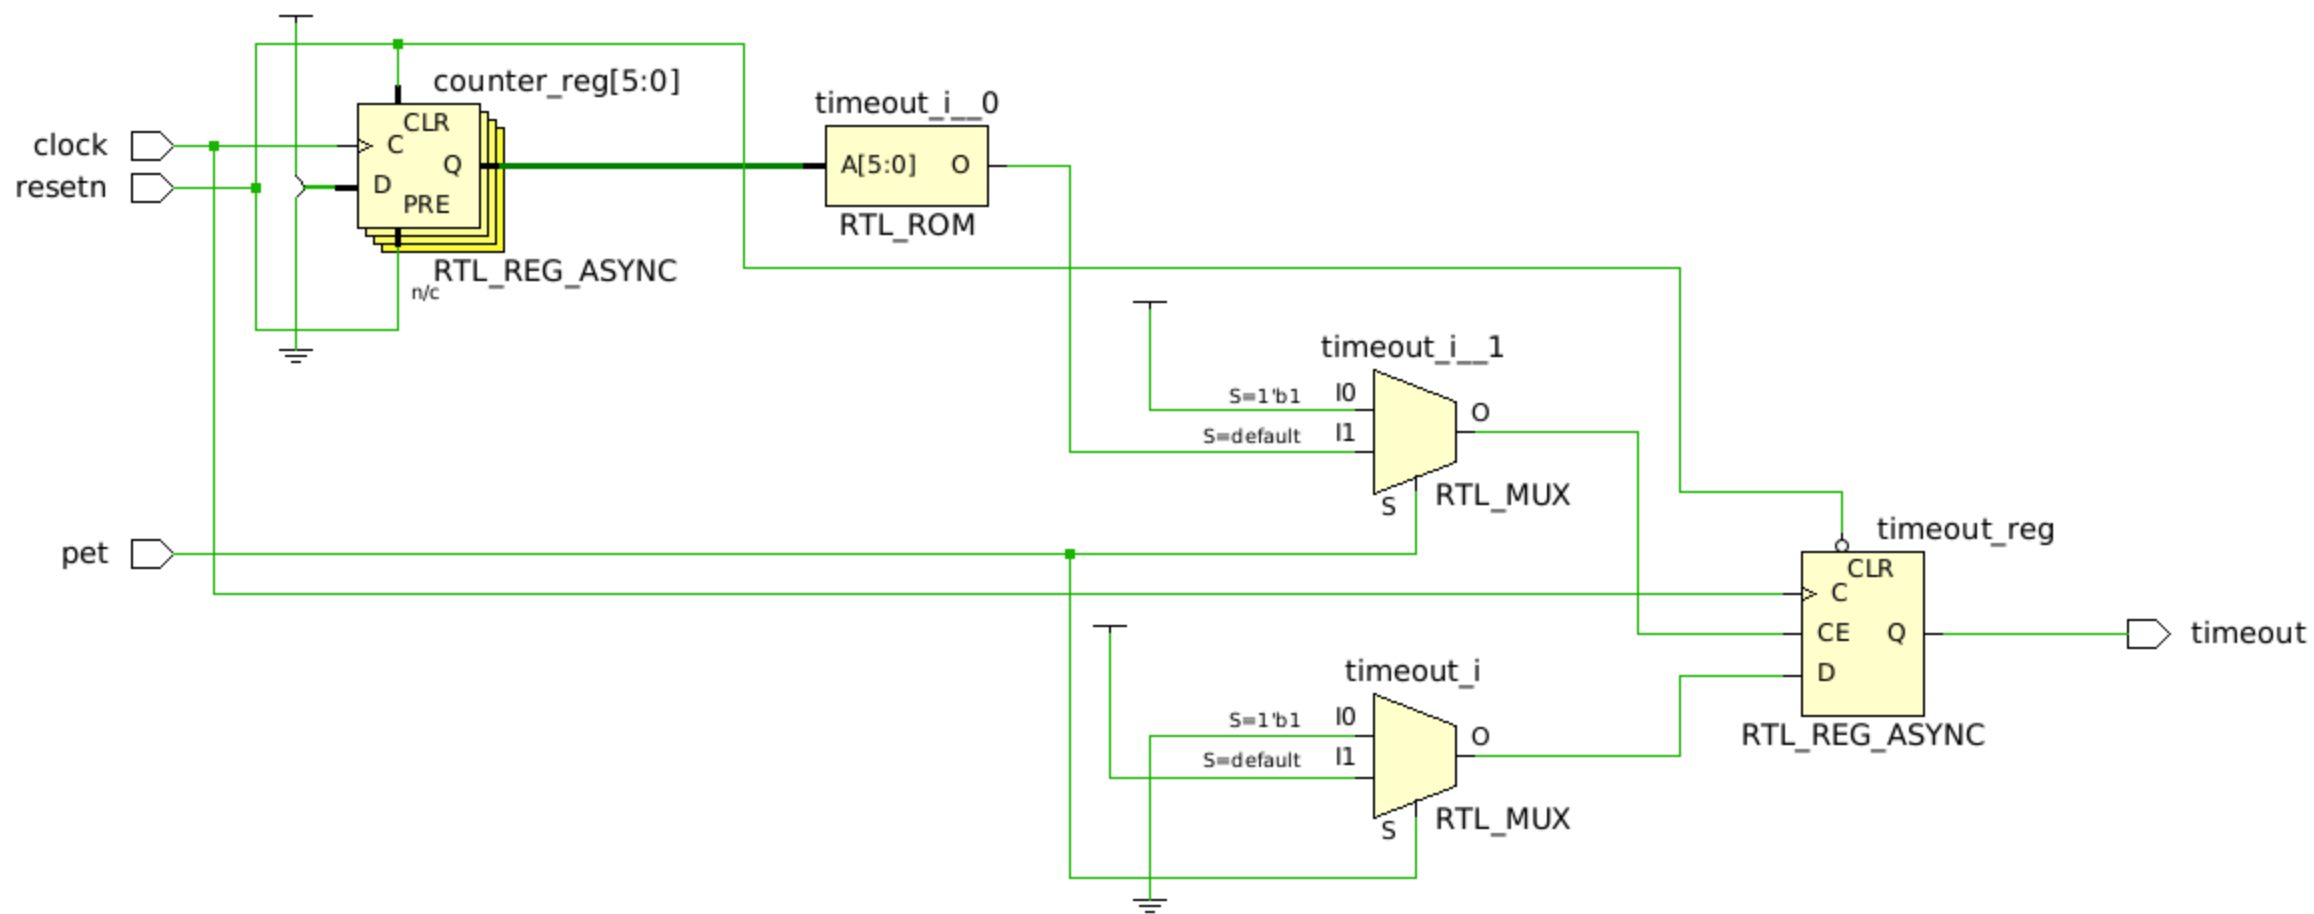 counter_reg[5:0]
clock
resetn
CLR
C
Q
D
PRE
RTL_REG_ASYNC
n/c
timeout_i__0
A[5:0] O
RTL_ROM
timeout_i__1
S=1'b1 I0
S=default I1
O
S
RTL_MUX
pet
timeout_reg
CLR
C
CE Q
D
RTL_REG_ASYNC
timeout
timeout_i
S=1'b1 I0
S=default I1
O
S
RTL_MUX